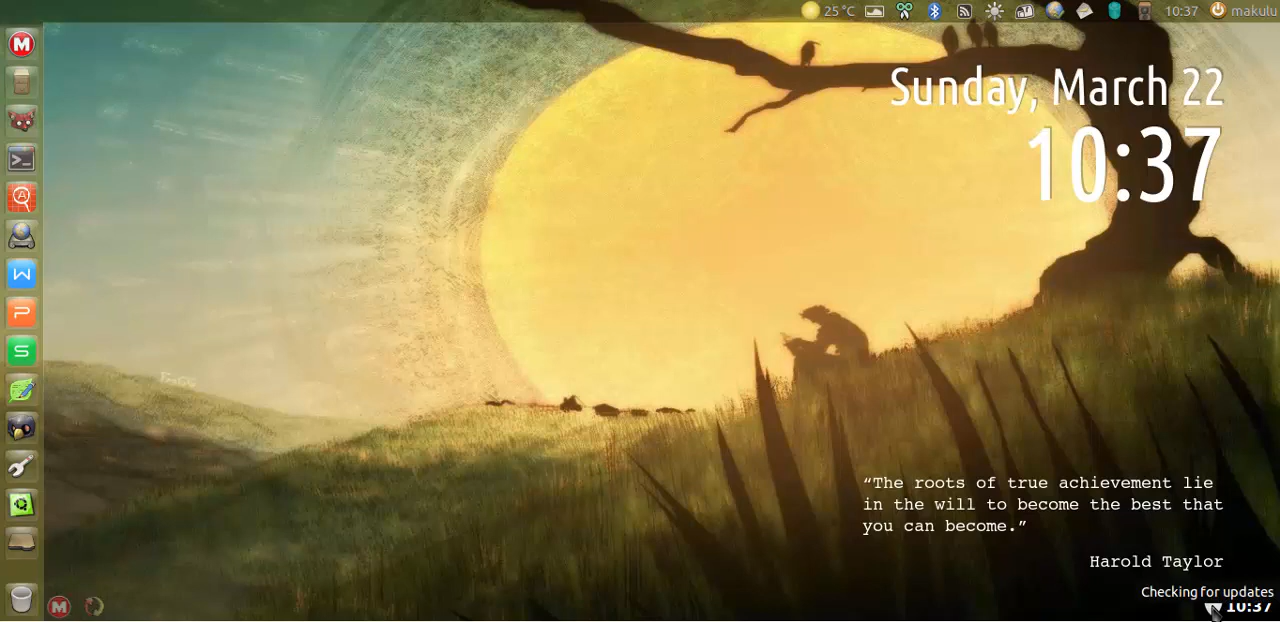 25 °C
10:37
makulu
Sunday, March 22
10:37
“The roots of true achievement lie
in the will to become the best that
you can become.”
Harold Taylor
Checking for updates
10:37